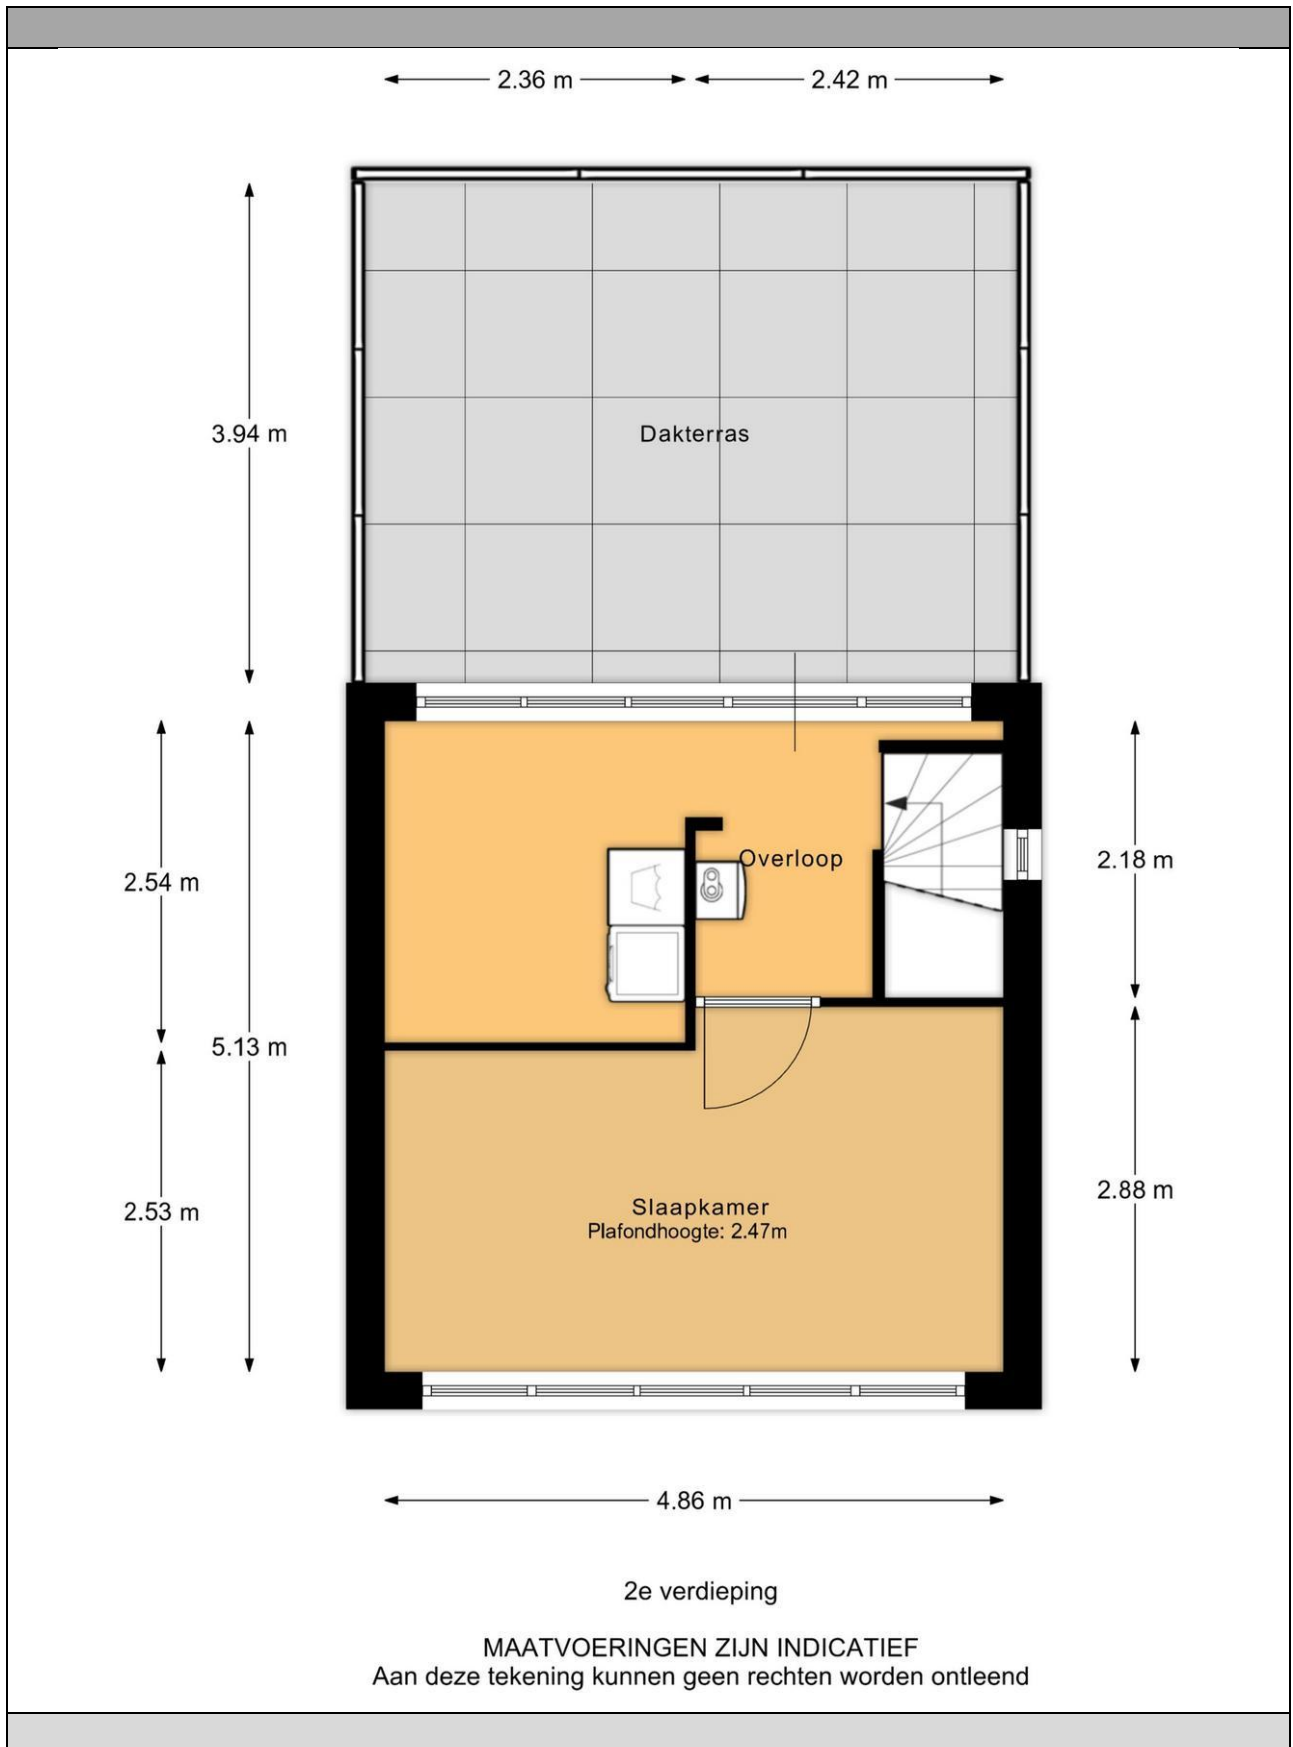 2.36 m 2.42 m
3.94 m
Dakterras
Overloop
2.18 m
2.54 m
5.13 m
2.88 m
Slaapkamer
2.53 m
Plafondhoogte: 2.47m
4.86 m
2e verdieping
MAATVOERINGEN ZIJN INDICATIEF
Aan deze tekening kunnen geen rechten worden ontleend